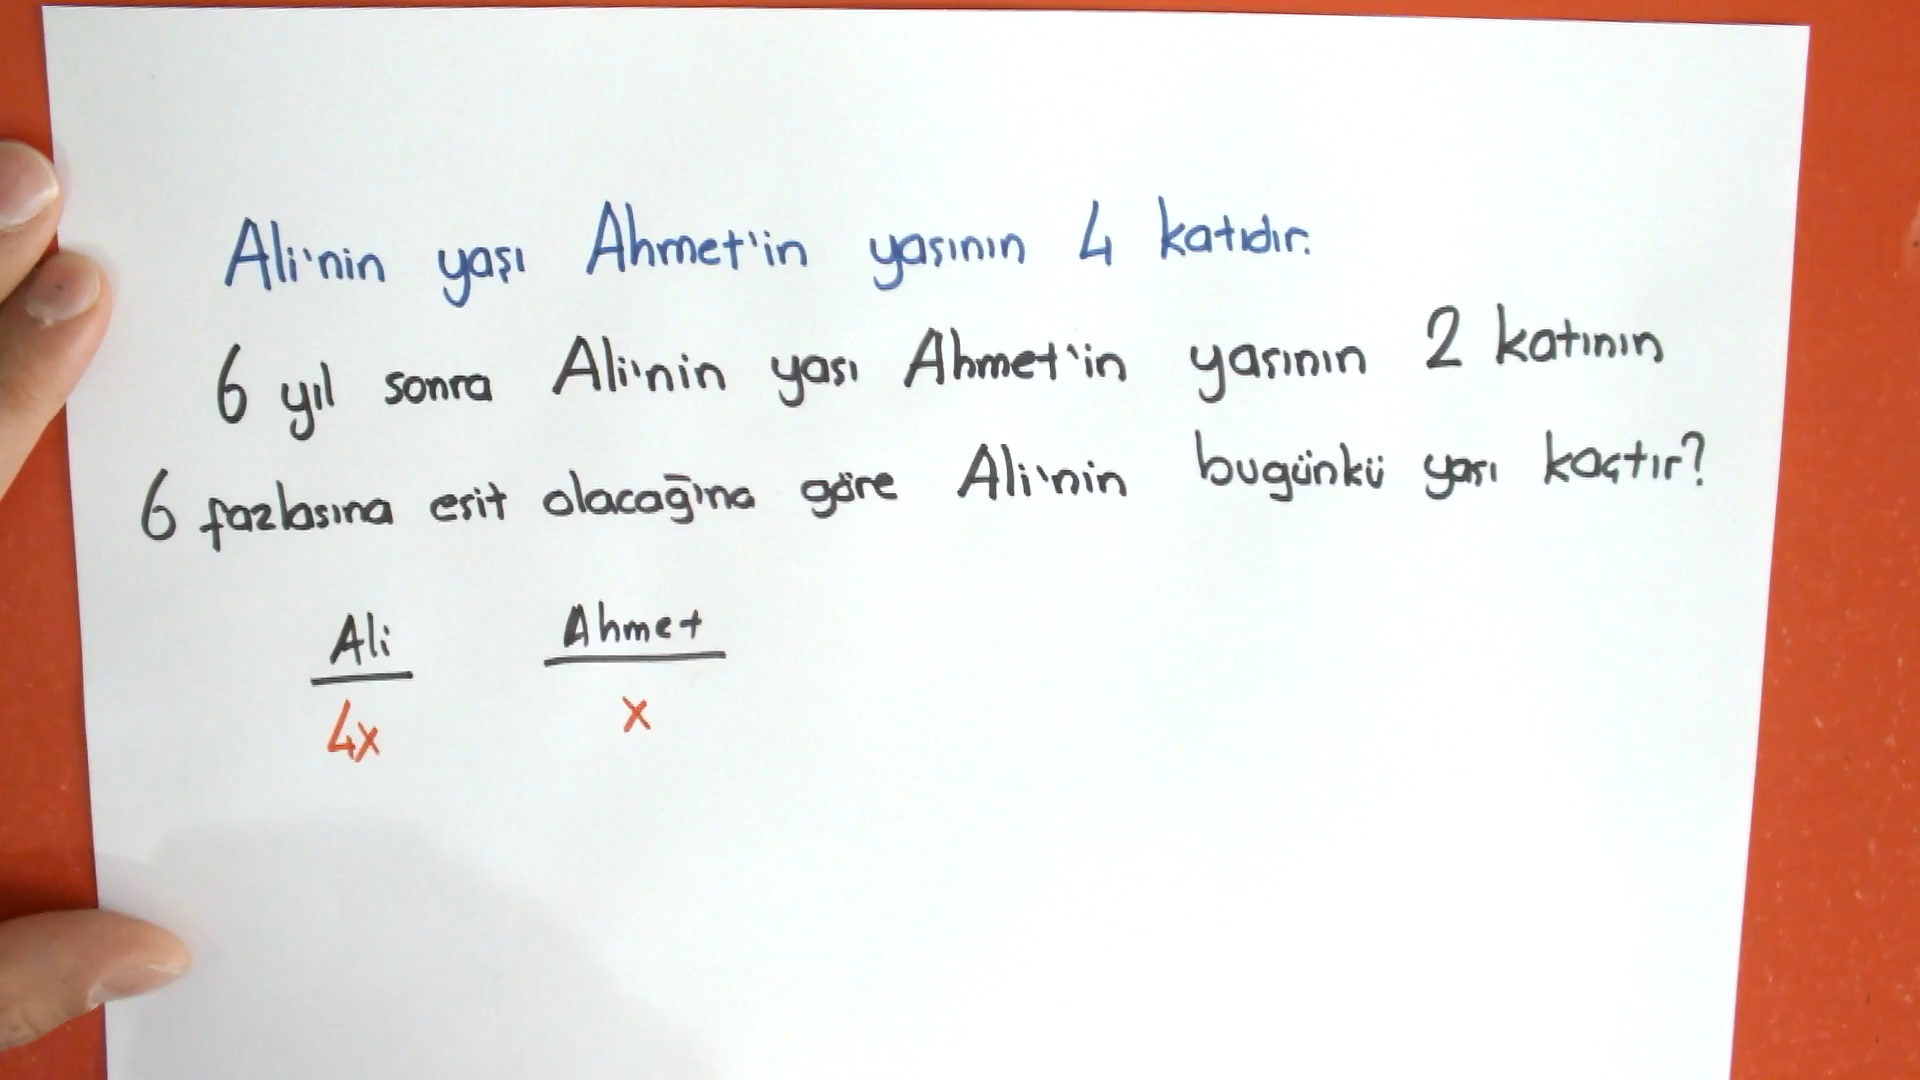 Ali'nin yaşı Ahmet'in yaşının 4 katıdır.
6 yıl sonra Ali'nin yaşı Ahmet'in yaşının 2 katının
6 fazlasına eşit olacağına göre Ali'nin bugünkü yaşı kaçtır?
Ali Ahmet
4x x